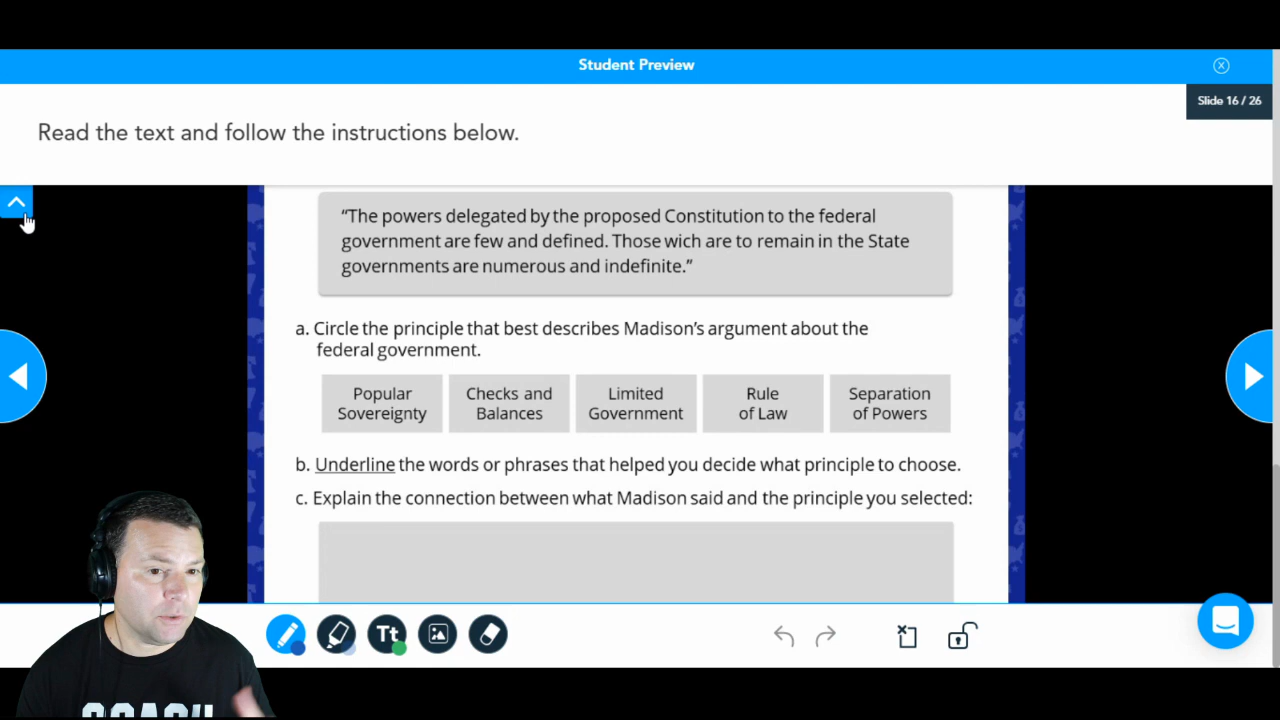 Student Preview
Slide 16 / 26
Read the text and follow the instructions below.
“The powers delegated by the proposed Constitution to the federal
government are few and defined. Those wich are to remain in the State
governments are numerous and indefinite.”
a. Circle the principle that best describes Madison’s argument about the
federal government.
Popular
Sovereignty
Checks and
Balances
Limited
Government
Rule
of Law
Separation
of Powers
b. Underline the words or phrases that helped you decide what principle to choose.
c. Explain the connection between what Madison said and the principle you selected:
Tt